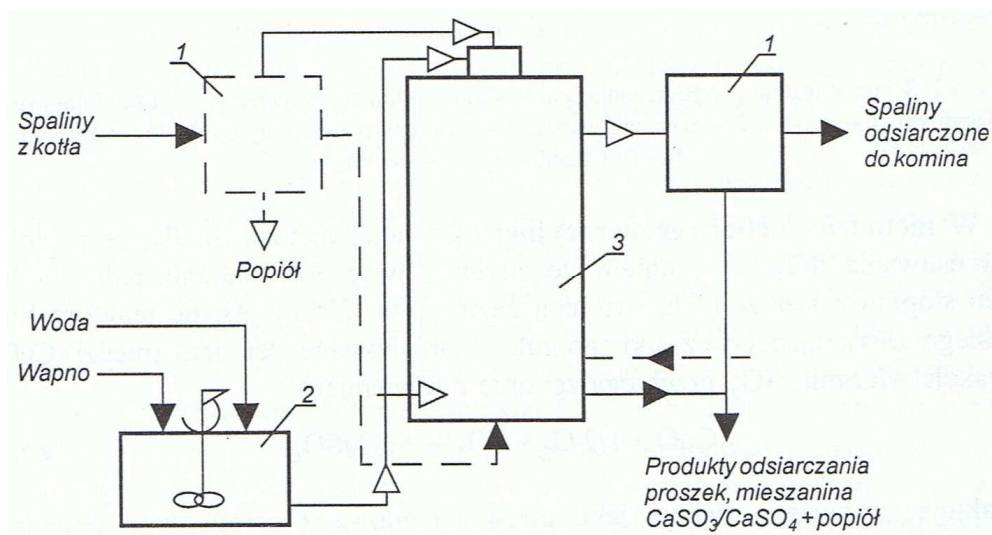 1
1
Spaliny
z kotła
Spaliny
odsiarczone
do komina
Popiół
3
Woda
Wapno
2
Produkty odsiarczania
proszek, mieszanina
CaSO3/CaSO4 + popiół